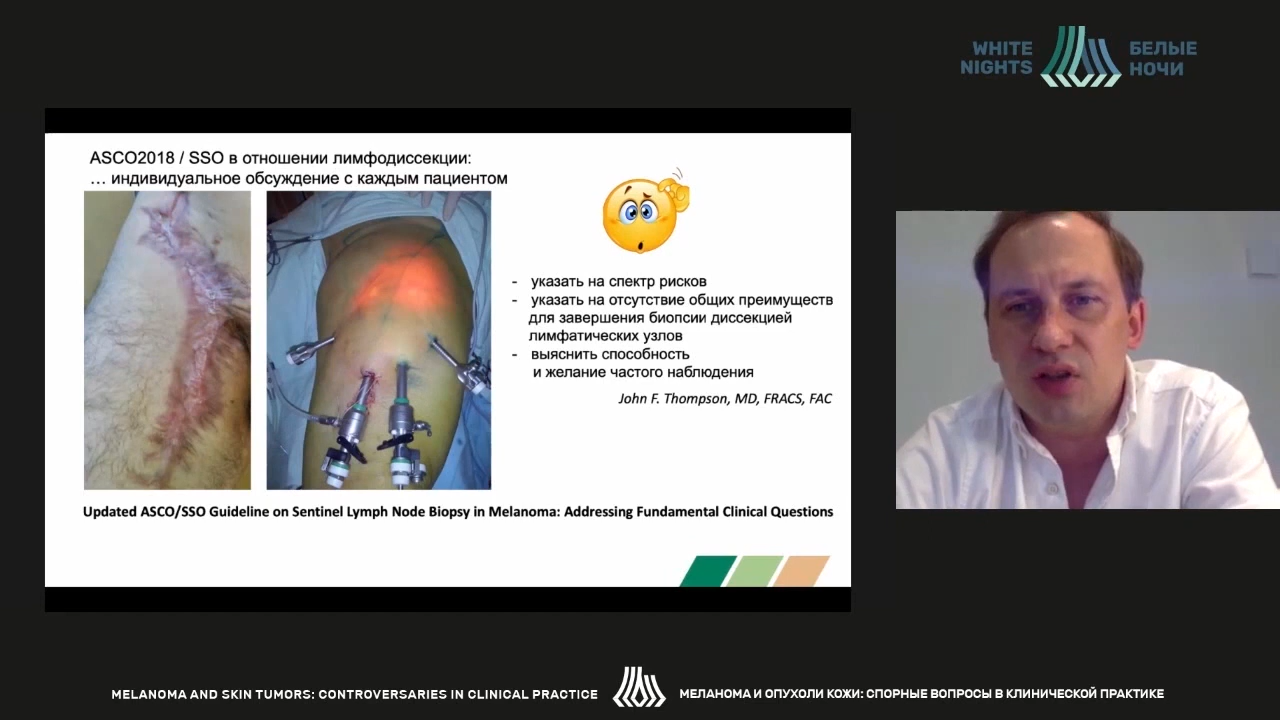 WHITE
NIGHTS
БЕЛЫЕ
НОЧИ
ASCO2018 / SSO в отношении лимфодиссекции:
… индивидуальное обсуждение с каждым пациентом
- указать на спектр рисков
- указать на отсутствие общих преимуществ
для завершения биопсии диссекцией
лимфатических узлов
- выяснить способность
и желание частого наблюдения
John F. Thompson, MD, FRACS, FAC
Updated ASCO/SSO Guideline on Sentinel Lymph Node Biopsy in Melanoma: Addressing Fundamental Clinical Questions
MELANOMA AND SKIN TUMORS: CONTROVERSARIES IN CLINICAL PRACTICE
МЕЛАНОМА И ОПУХОЛИ КОЖИ: СПОРНЫЕ ВОПРОСЫ В КЛИНИЧЕСКОЙ ПРАКТИКЕ